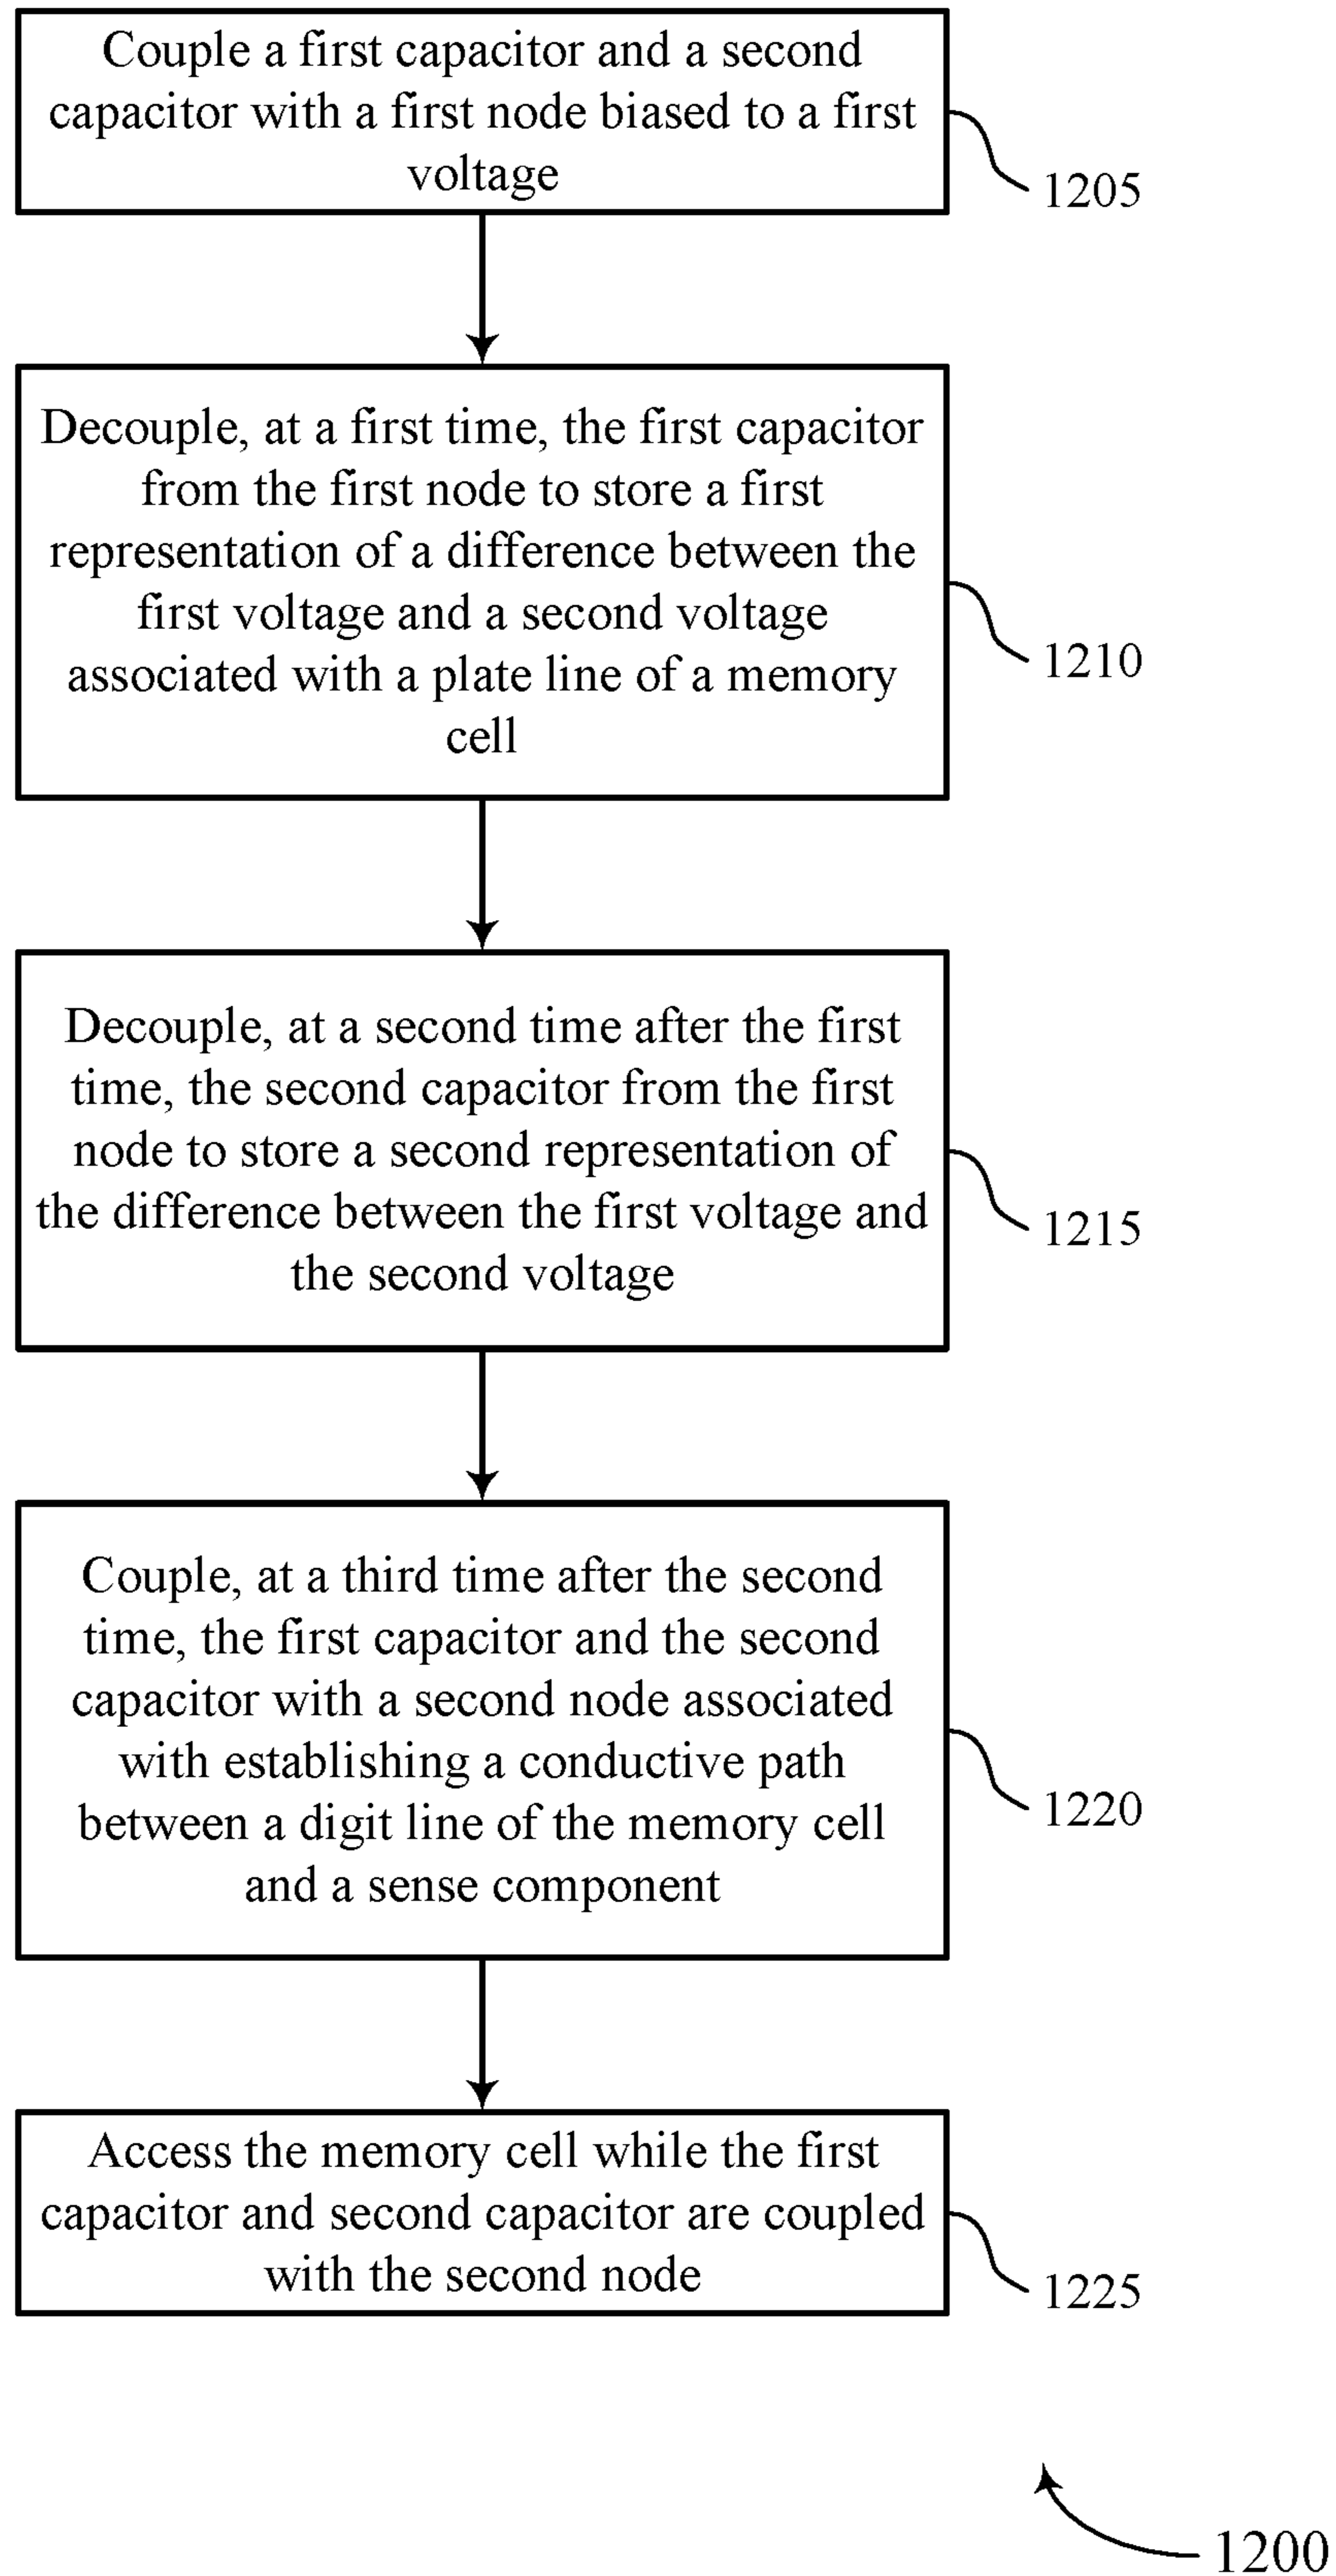 Couple a first capacitor and a second
capacitor with a first node biased to a first
voltage
1205
Decouple, at a first time, the first capacitor
from the first node to store a first
representation of a difference between the
first voltage and a second voltage
associated with a plate line of a memory
cell
1210
Decouple, at a second time after the first
time, the second capacitor from the first
node to store a second representation of
the difference between the first voltage and
the second voltage
1215
Couple, at a third time after the second
time, the first capacitor and the second
capacitor with a second node associated
with establishing a conductive path
between a digit line of the memory cell
and a sense component
1220
Access the memory cell while the first
capacitor and second capacitor are coupled
with the second node
1225
1200